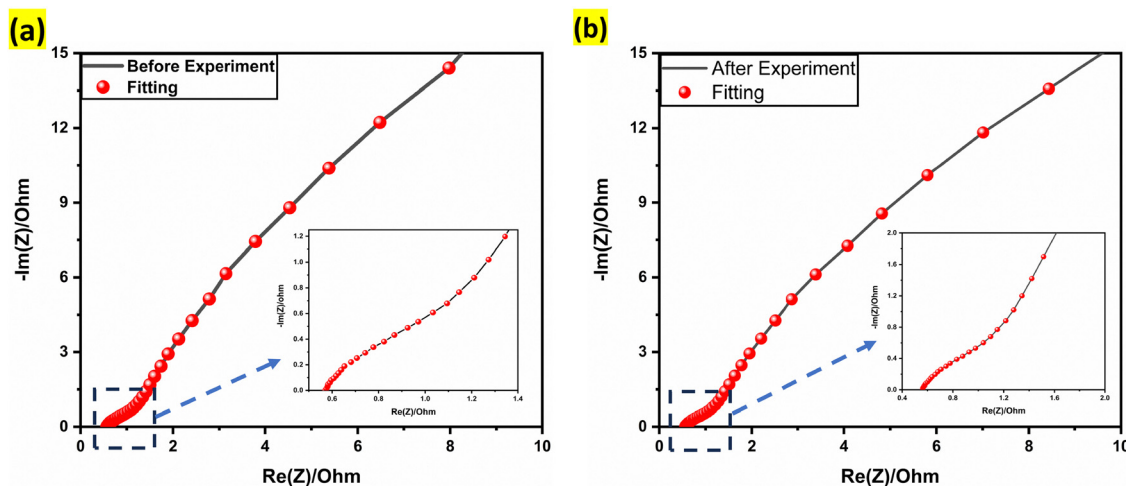 (a)
Before Experiment
Fitting
-Im(Z)/Ohm
15
12
9
6
3
0
0 2 4 6 8 10
Re(Z)/Ohm
-Im(Z)/ohm
1.2
1.0
0.8
0.6
0.4
0.2
0.0
0.6 0.8 1.0 1.2 1.4
Re(Z)/Ohm
(b)
After Experiment
Fitting
-Im(Z)/Ohm
15
12
9
6
3
0
0 2 4 6 8 10
Re(Z)/Ohm
-Im(Z)/Ohm
2.0
1.6
1.2
0.8
0.4
0.0
0.4 0.8 1.2 1.6 2.0
Re(Z)/Ohm